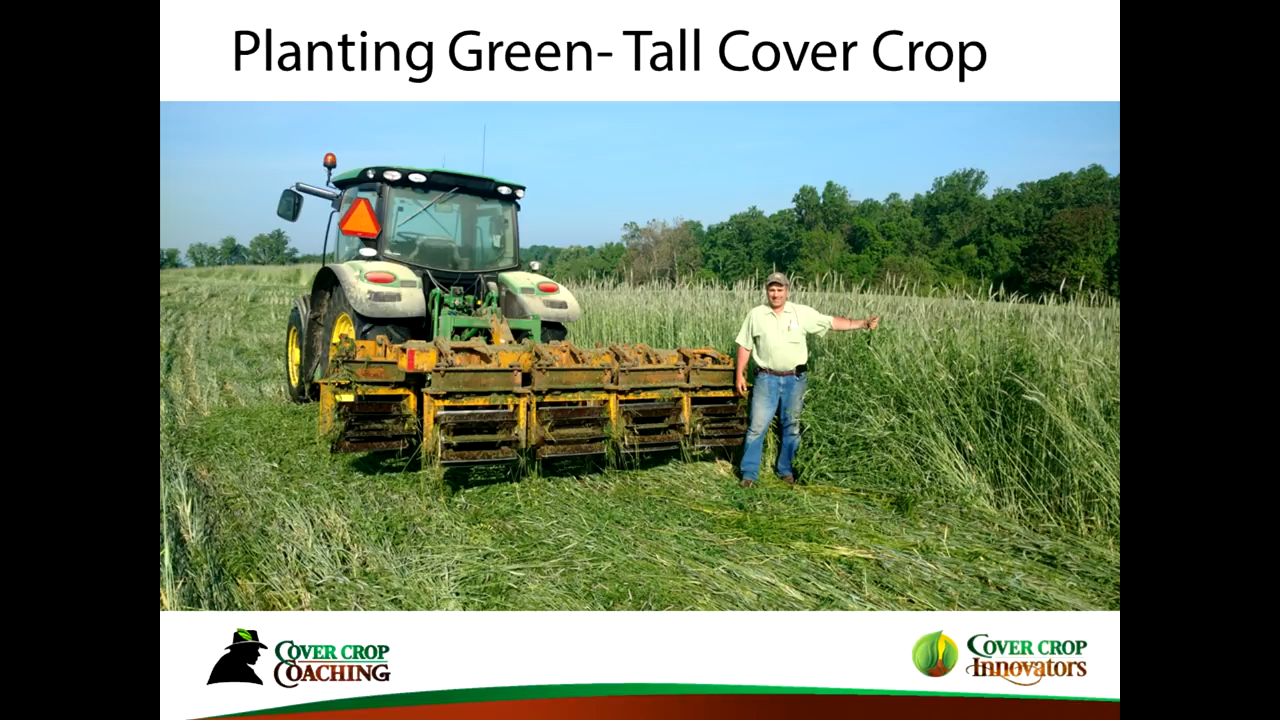 Planting Green- Tall Cover Crop
COVER CROP
COACHING
COVER CROP
INNOVATORS